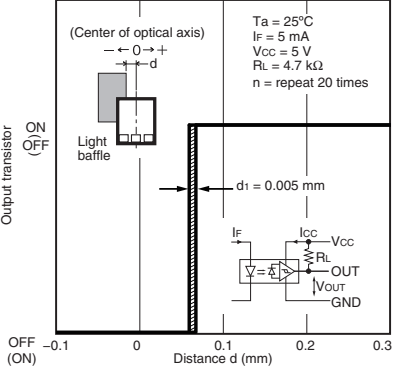 (Center of optical axis)
− ← 0 → +
d
Light
baffle
Ta = 25°C
IF = 5 mA
VCC = 5 V
RL = 4.7 kΩ
n = repeat 20 times
Output transistor
ON
OFF
d1 = 0.005 mm
IF
ICC
VCC
RL
OUT
VOUT
GND
OFF
(ON)
−0.1
0
0.1
0.2
0.3
Distance d (mm)